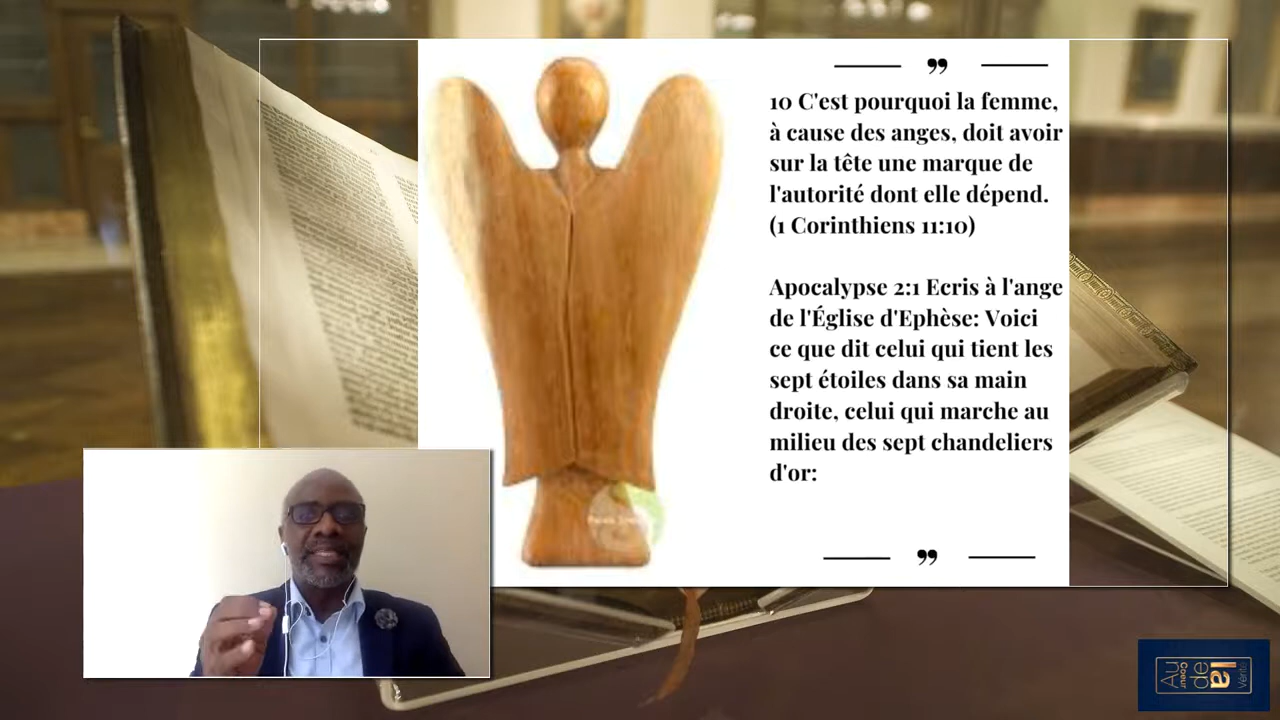 10 C'est pourquoi la femme,
à cause des anges, doit avoir
sur la tête une marque de
l'autorité dont elle dépend.
(1 Corinthiens 11:10)
Apocalypse 2:1 Ecris à l'ange
de l'Église d'Ephèse: Voici
ce que dit celui qui tient les
sept étoiles dans sa main
droite, celui qui marche au
milieu des sept chandeliers
d'or:
Au
coeur
de
la
Vérité